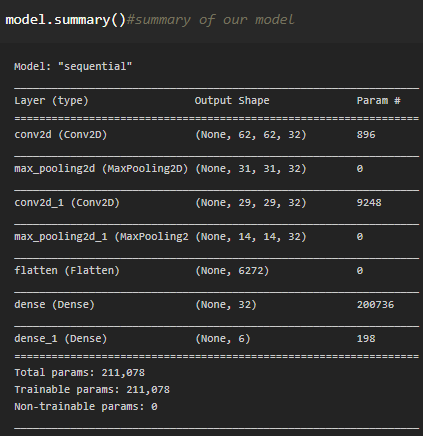 model.summary()#summary of our model
Model: "sequential"
_________________________________________________________________
Layer (type)                 Output Shape              Param #
=================================================================
conv2d (Conv2D)              (None, 62, 62, 32)        896
_________________________________________________________________
max_pooling2d (MaxPooling2D) (None, 31, 31, 32)        0
_________________________________________________________________
conv2d_1 (Conv2D)            (None, 29, 29, 32)        9248
_________________________________________________________________
max_pooling2d_1 (MaxPooling2 (None, 14, 14, 32)        0
_________________________________________________________________
flatten (Flatten)            (None, 6272)              0
_________________________________________________________________
dense (Dense)                (None, 32)                200736
_________________________________________________________________
dense_1 (Dense)              (None, 6)                 198
=================================================================
Total params: 211,078
Trainable params: 211,078
Non-trainable params: 0
_________________________________________________________________